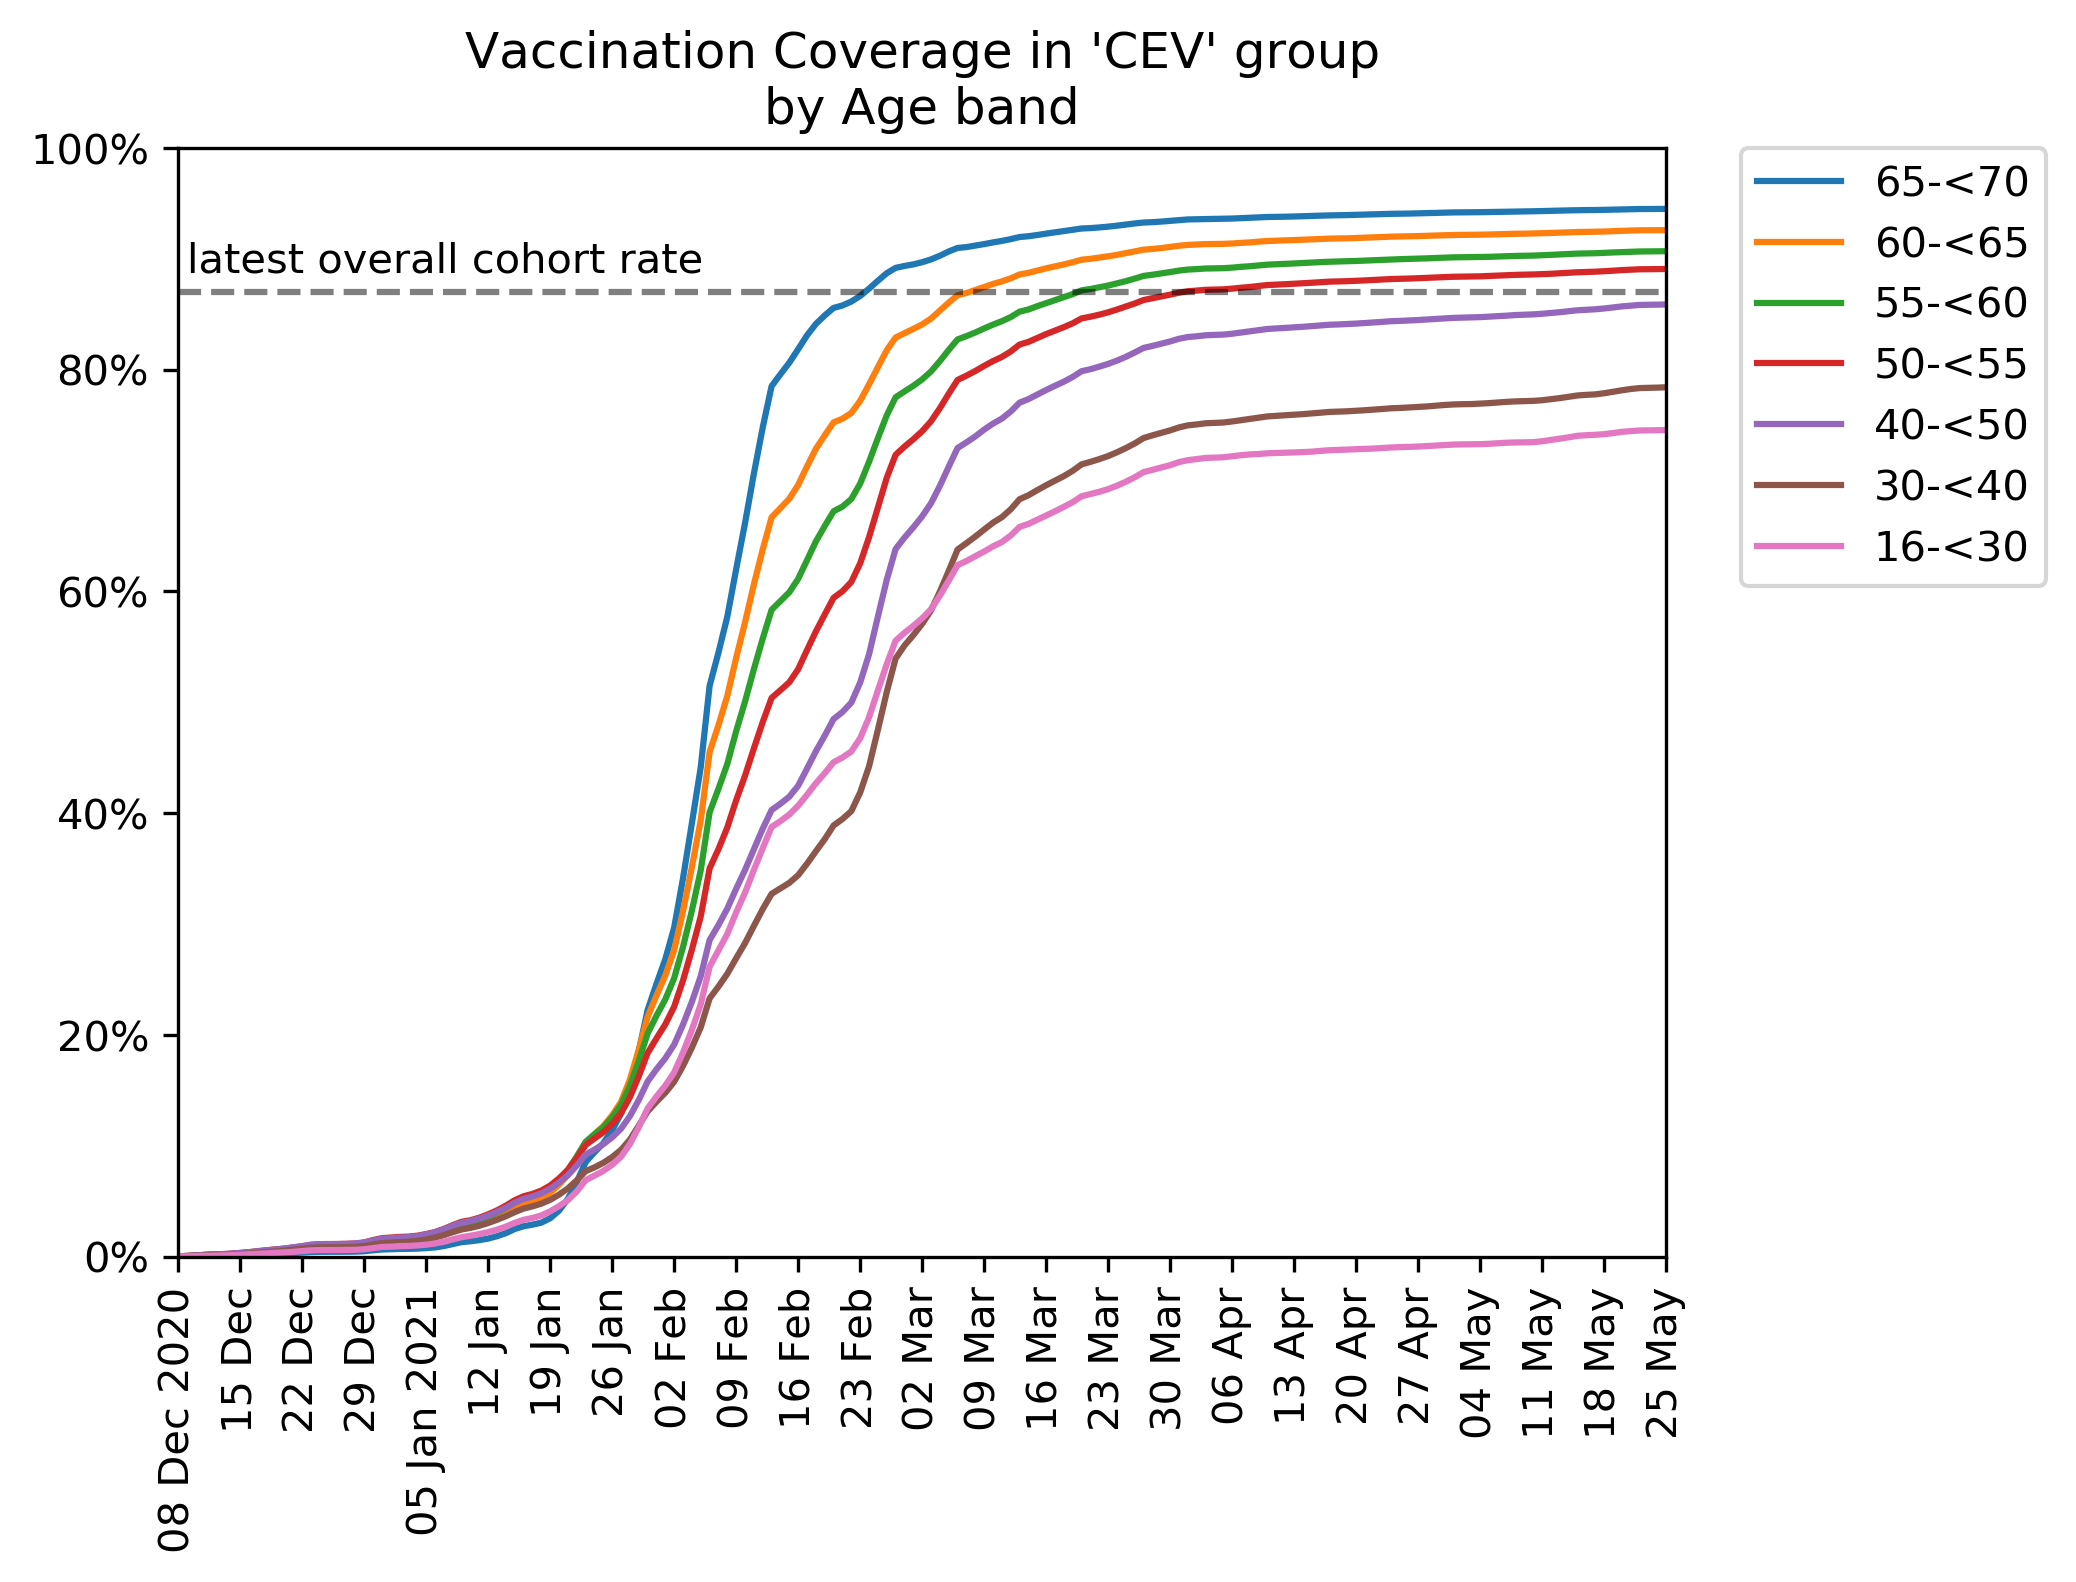 Vaccination Coverage in 'CEV' group
by Age band
100%
80%
60%
40%
20%
0%
latest overall cohort rate
65-<70
60-<65
55-<60
50-<55
40-<50
30-<40
16-<30
08 Dec 2020
15 Dec
22 Dec
29 Dec
05 Jan 2021
12 Jan
19 Jan
26 Jan
02 Feb
09 Feb
16 Feb
23 Feb
02 Mar
09 Mar
16 Mar
23 Mar
30 Mar
06 Apr
13 Apr
20 Apr
27 Apr
04 May
11 May
18 May
25 May